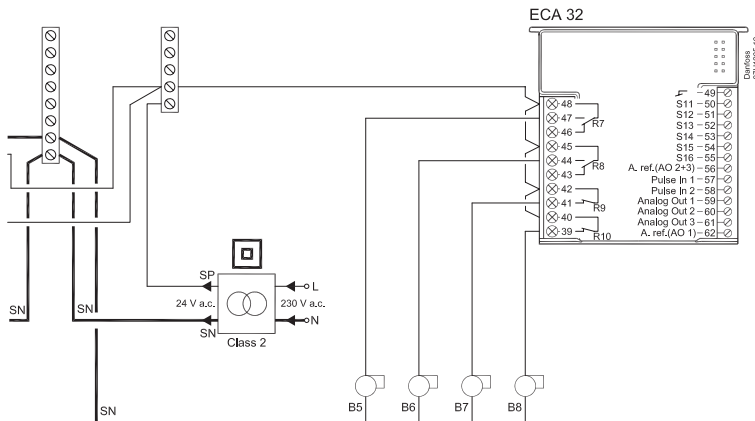 ECA 32
Danfoss
48
47
46
R7
45
44
43
R8
42
41
R9
40
39
R10
49
S11 - 50
S12 - 51
S13 - 52
S14 - 53
S15 - 54
S16 - 55
A. ref.(AO 2+3) - 56
Pulse In 1 - 57
Pulse In 2 - 58
Analog Out 1 - 59
Analog Out 2 - 60
Analog Out 3 - 61
A. ref.(AO 1) - 62
SP
L
24 V a.c.
230 V a.c.
SN
SN
SN
N
Class 2
B5
B6
B7
B8
SN